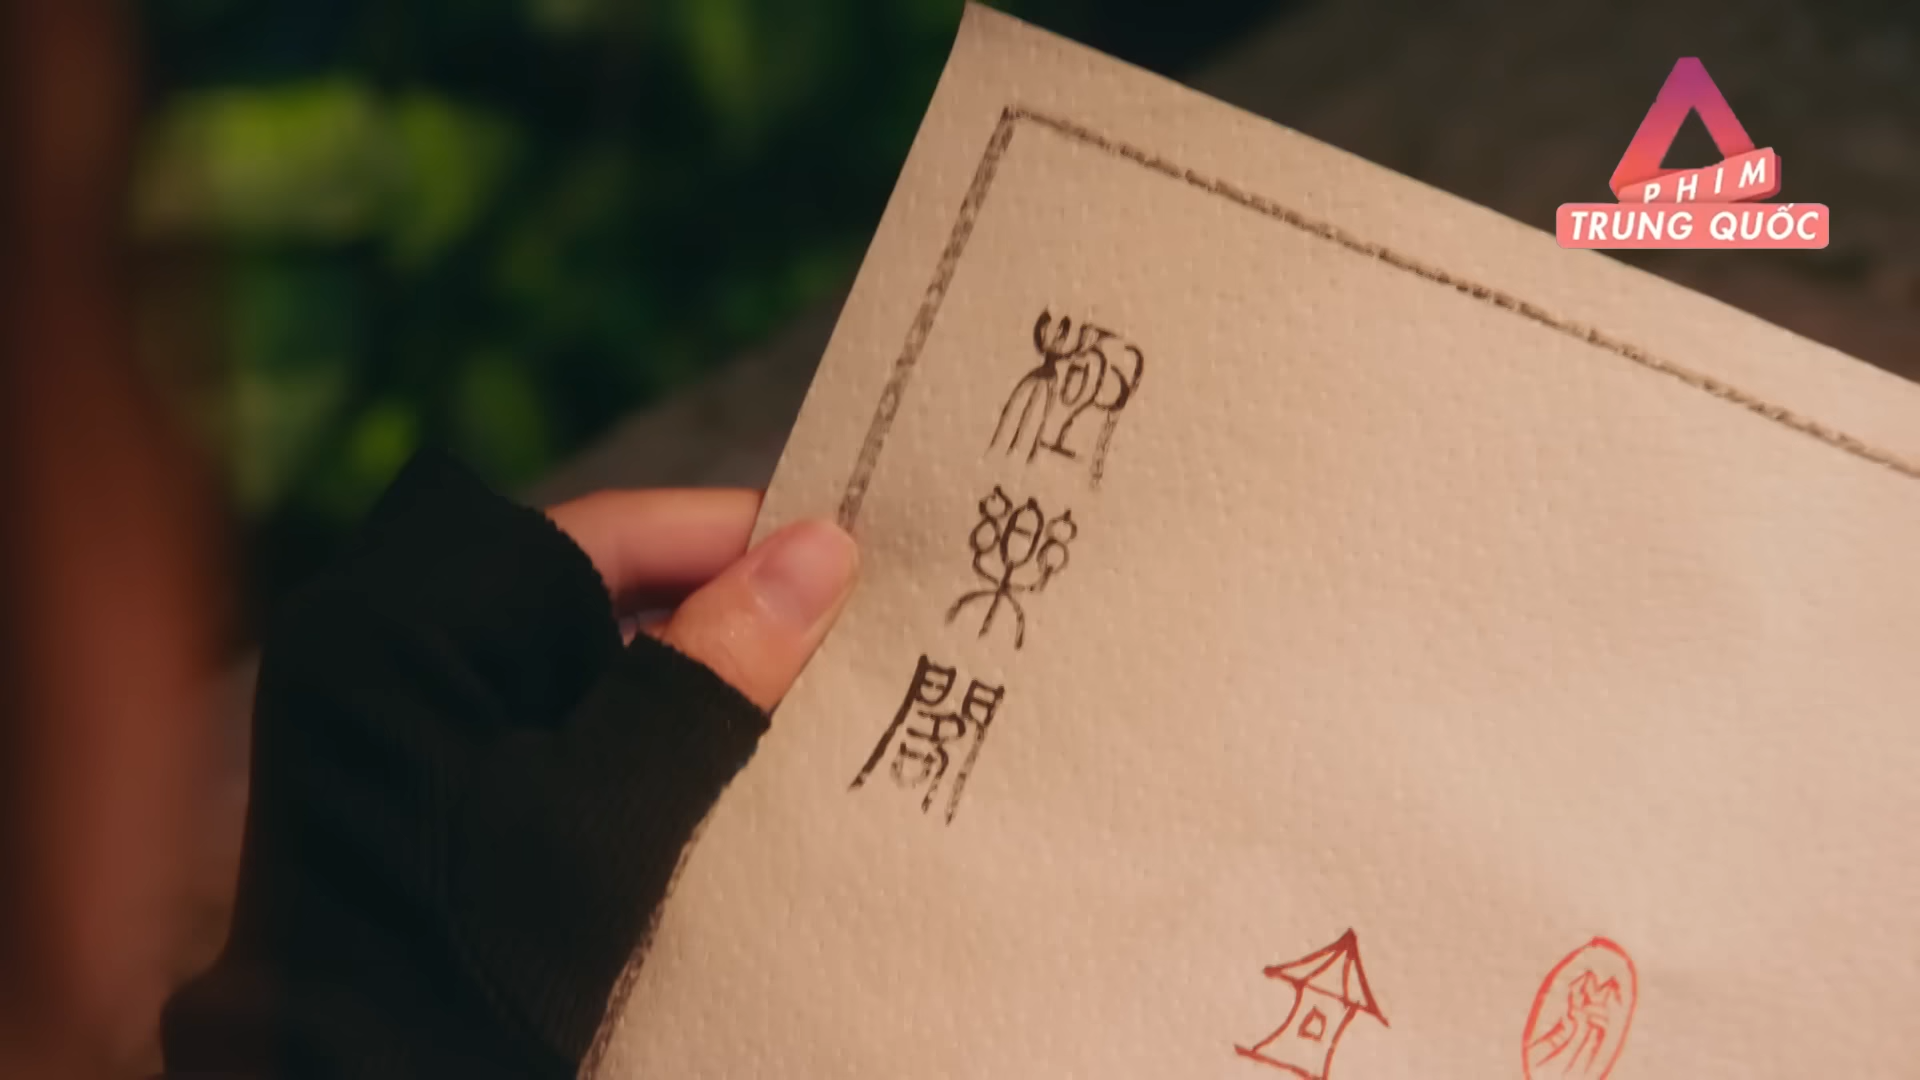 極樂閣
PHIM
TRUNG QUỐC